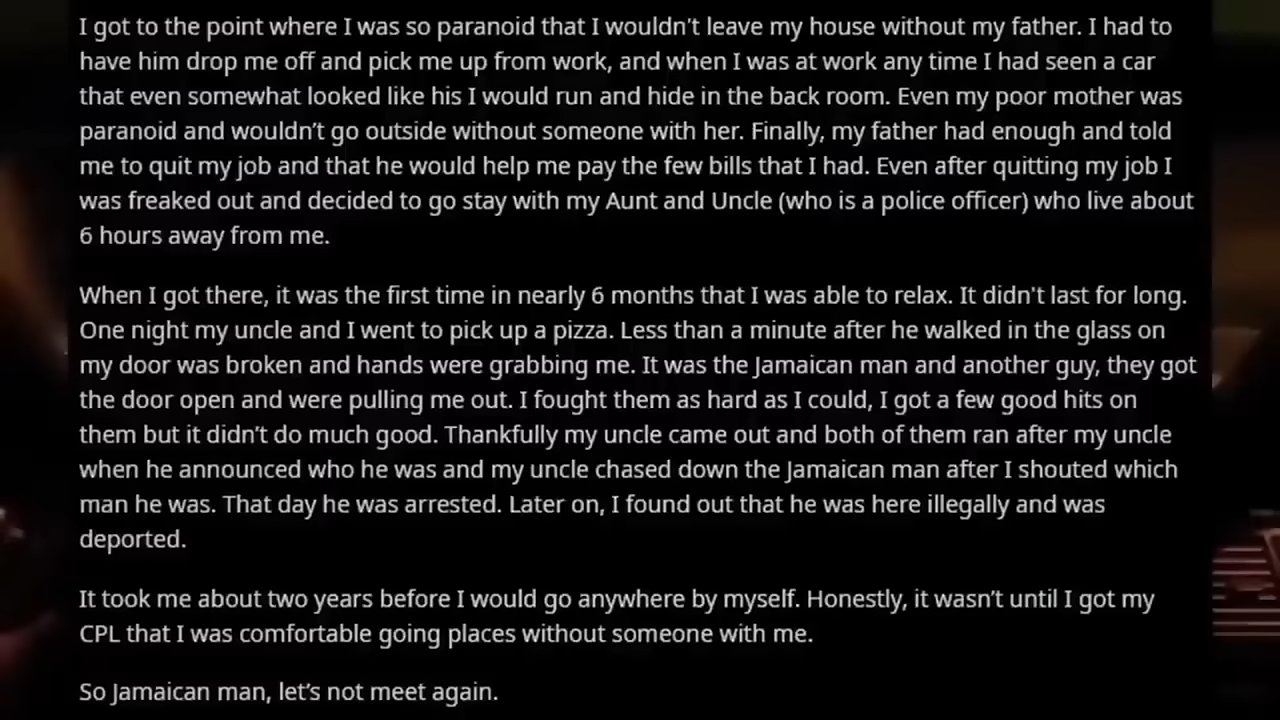 I got to the point where I was so paranoid that I wouldn't leave my house without my father. I had to
have him drop me off and pick me up from work, and when I was at work any time I had seen a car
that even somewhat looked like his I would run and hide in the back room. Even my poor mother was
paranoid and wouldn’t go outside without someone with her. Finally, my father had enough and told
me to quit my job and that he would help me pay the few bills that I had. Even after quitting my job I
was freaked out and decided to go stay with my Aunt and Uncle (who is a police officer) who live about
6 hours away from me.
When I got there, it was the first time in nearly 6 months that I was able to relax. It didn't last for long.
One night my uncle and I went to pick up a pizza. Less than a minute after he walked in the glass on
my door was broken and hands were grabbing me. It was the Jamaican man and another guy, they got
the door open and were pulling me out. I fought them as hard as I could, I got a few good hits on
them but it didn’t do much good. Thankfully my uncle came out and both of them ran after my uncle
when he announced who he was and my uncle chased down the Jamaican man after I shouted which
man he was. That day he was arrested. Later on, I found out that he was here illegally and was
deported.
It took me about two years before I would go anywhere by myself. Honestly, it wasn’t until I got my
CPL that I was comfortable going places without someone with me.
So Jamaican man, let’s not meet again.